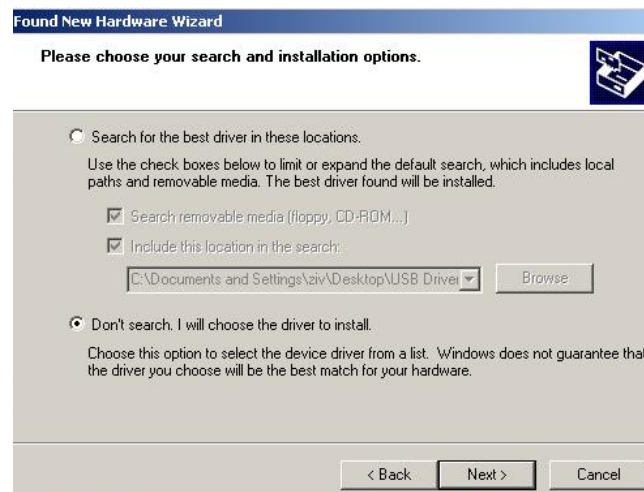 Found New Hardware Wizard
Please choose your search and installation options.
Search for the best driver in these locations.
Use the check boxes below to limit or expand the default search, which includes local
paths and removable media. The best driver found will be installed.
Search removable media (floppy, CD-ROM...)
Include this location in the search:
C:\Documents and Settings\ziv\Desktop\USB Driver
Browse
Don't search. I will choose the driver to install.
Choose this option to select the device driver from a list. Windows does not guarantee that
the driver you choose will be the best match for your hardware.
< Back
Next >
Cancel